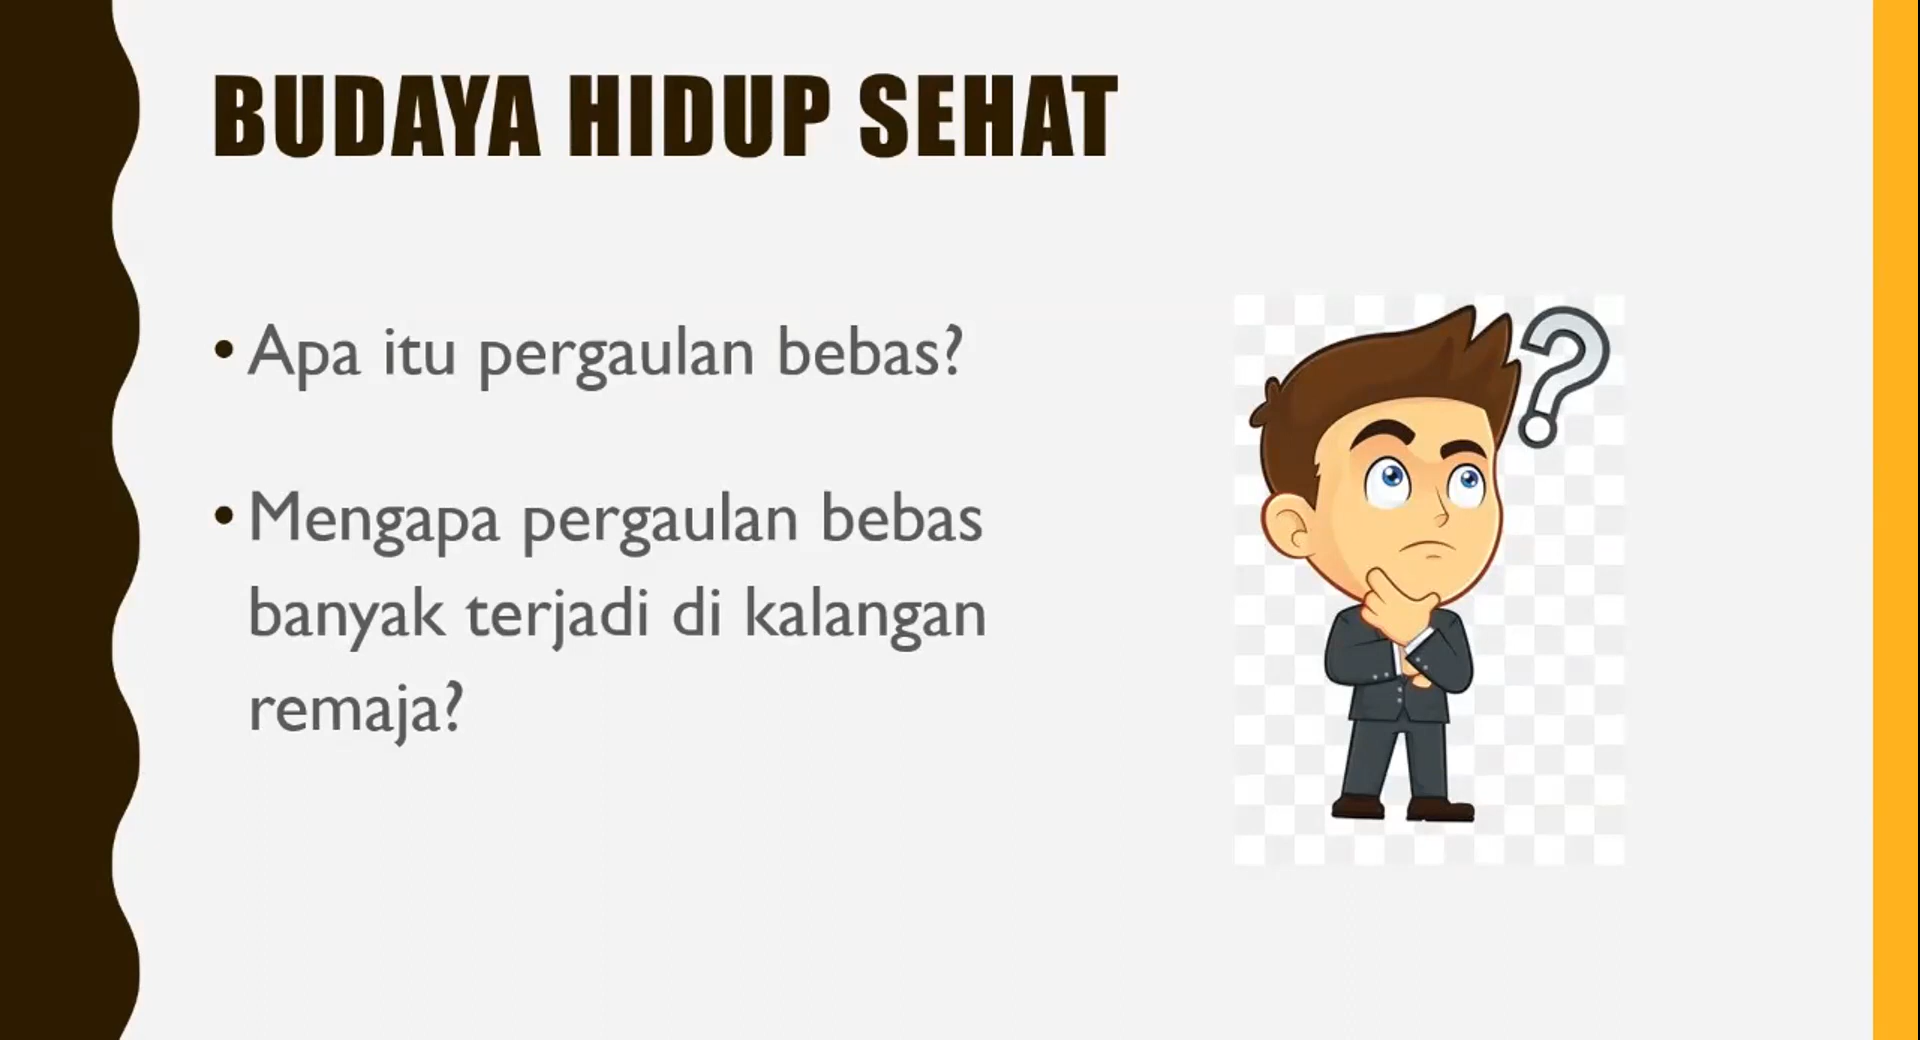 BUDAYA HIDUP SEHAT
• Apa itu pergaulan bebas?
• Mengapa pergaulan bebas
banyak terjadi di kalangan
remaja?
?